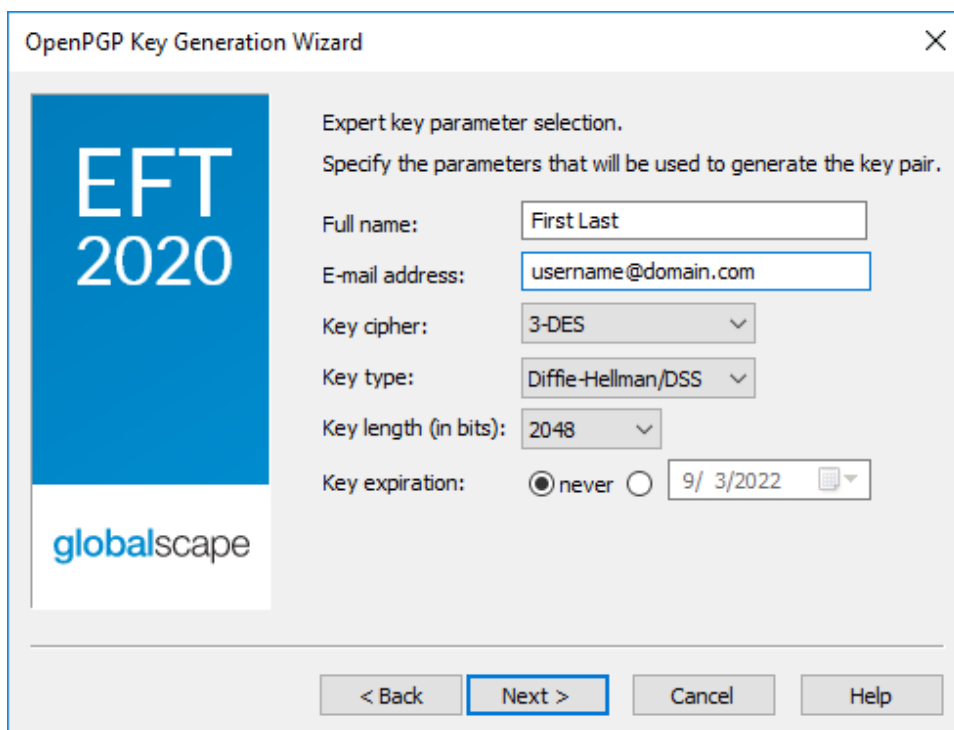 OpenPGP Key Generation Wizard
EFT
2020
globalscape
Expert key parameter selection.
Specify the parameters that will be used to generate the key pair.
Full name: First Last
E-mail address: username@domain.com
Key cipher: 3-DES
Key type: Diffie-Hellman/DSS
Key length (in bits): 2048
Key expiration: never 9/ 3/2022
< Back Next > Cancel Help